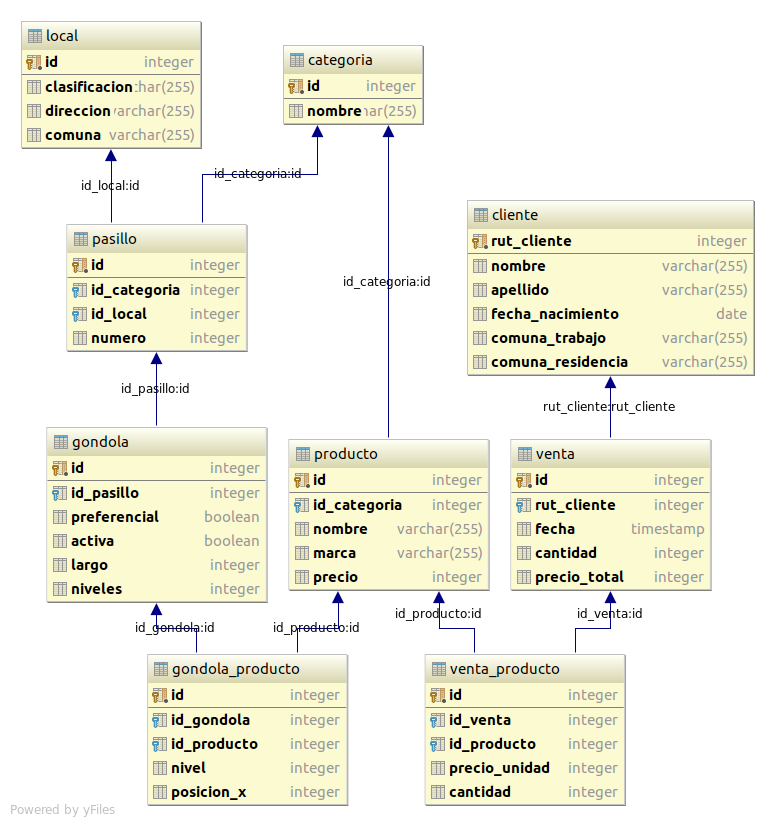 local
id integer
clasificacion :har(255)
direccion varchar(255)
comuna varchar(255)
categoria
id integer
nombre har(255)
id_local:id
id_categoria:id
pasillo
id integer
id_categoria integer
id_local integer
numero integer
id_categoria:id
cliente
rut_cliente integer
nombre varchar(255)
apellido varchar(255)
fecha_nacimiento date
comuna_trabajo varchar(255)
comuna_residencia varchar(255)
id_pasillo:id
rut_cliente:rut_cliente
gondola
id integer
id_pasillo integer
preferencial boolean
activa boolean
largo integer
niveles integer
producto
id integer
id_categoria integer
nombre varchar(255)
marca varchar(255)
precio integer
venta
id integer
rut_cliente integer
fecha timestamp
cantidad integer
precio_total integer
id_gondola:id
id_producto:id
id_producto:id
id_venta:id
gondola_producto
id integer
id_gondola integer
id_producto integer
nivel integer
posicion_x integer
venta_producto
id integer
id_venta integer
id_producto integer
precio_unidad integer
cantidad integer
Powered by yFiles